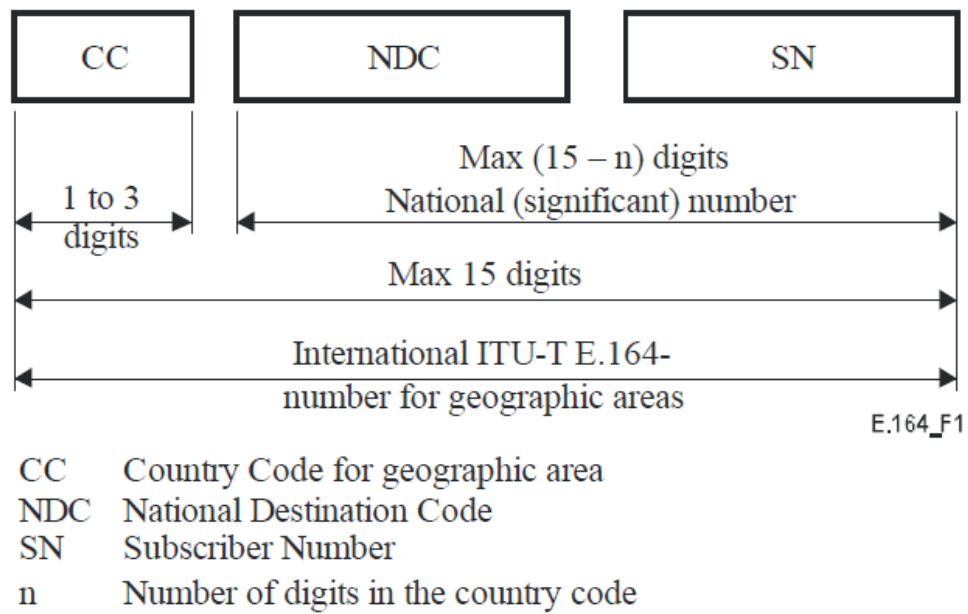 CC NDC SN
Max (15 – n) digits
1 to 3 National (significant) number
digits
Max 15 digits
International ITU-T E.164-
number for geographic areas
E.164_F1
CC Country Code for geographic area
NDC National Destination Code
SN Subscriber Number
n Number of digits in the country code